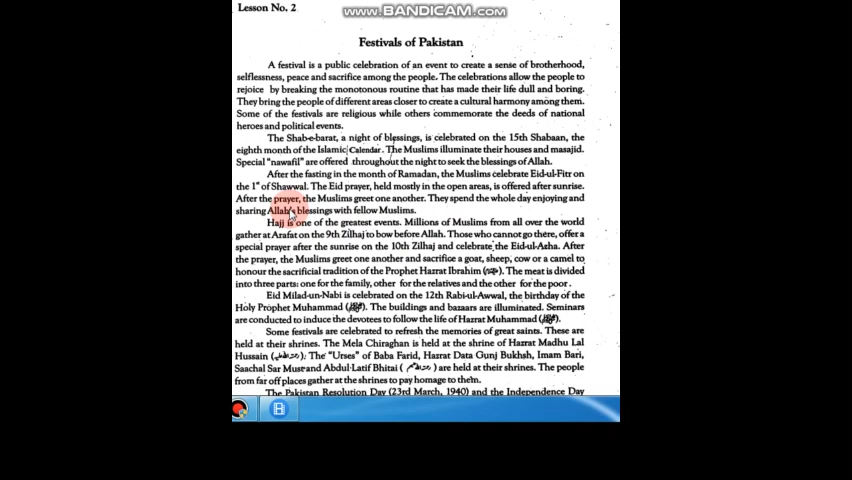 www.BANDICAM.com
Lesson No. 2
Festivals of Pakistan
A festival is a public celebration of an event to create a sense of brotherhood,
selflessness, peace and sacrifice among the people. The celebrations allow the people to
rejoice by breaking the monotonous routine that has made their life dull and boring.
They bring the people of different areas closer to create a cultural harmony among them.
Some of the festivals are religious while others commemorate the deeds of national
heroes and political events.
The Shab-e-barat, a night of blessings, is celebrated on the 15th Shabaan, the
eighth month of the Islamic Calendar. The Muslims illuminate their houses and masajid.
Special "nawafil" are offered throughout the night to seek the blessings of Allah.
After the fasting in the month of Ramadan, the Muslims celebrate Eid-ul-Fitr on
the 1st of Shawwal. The Eid prayer, held mostly in the open areas, is offered after sunrise.
After the prayer, the Muslims greet one another. They spend the whole day enjoying and
sharing Allah's blessings with fellow Muslims.
Hajj is one of the greatest events. Millions of Muslims from all over the world
gather at Arafat on the 9th Zilhaj to bow before Allah. Those who cannot go there, offer a
special prayer after the sunrise on the 10th Zilhaj and celebrate the Eid-ul-Azha. After
the prayer, the Muslims greet one another and sacrifice a goat, sheep, cow or a camel to
honour the sacrificial tradition of the Prophet Hazrat Ibrahim ( ). The meat is divided
into three parts: one for the family, other for the relatives and the other for the poor.
Eid Milad-un-Nabi is celebrated on the 12th Rabi-ul-Awwal, the birthday of the
Holy Prophet Muhammad (ﷺ). The buildings and bazaars are illuminated. Seminars
are conducted to induce the devotees to follow the life of Hazrat Muhammad (ﷺ).
Some festivals are celebrated to refresh the memories of great saints. These are
held at their shrines. The Mela Chiraghan is held at the shrine of Hazrat Madhu Lal
Hussain ( ): The "Urses" of Baba Farid, Hazrat Data Gunj Bukhsh, Imam Bari,
Saachal Sar Must and Abdul Latif Bhitai ( ) are held at their shrines. The people
from far off places gather at the shrines to pay homage to them.
The Pakistan Resolution Day (23rd March, 1940) and the Independence Day